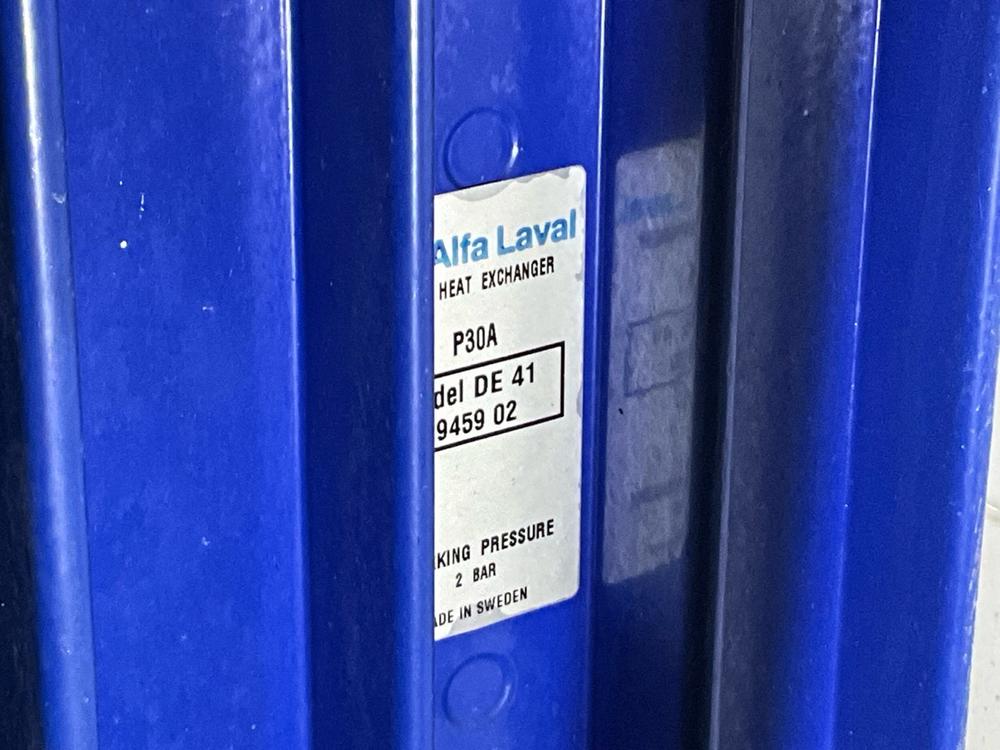 Alfa Laval
HEAT EXCHANGER
P30A
del DE 41
9459 02
KING PRESSURE
2 BAR
ADE IN SWEDEN